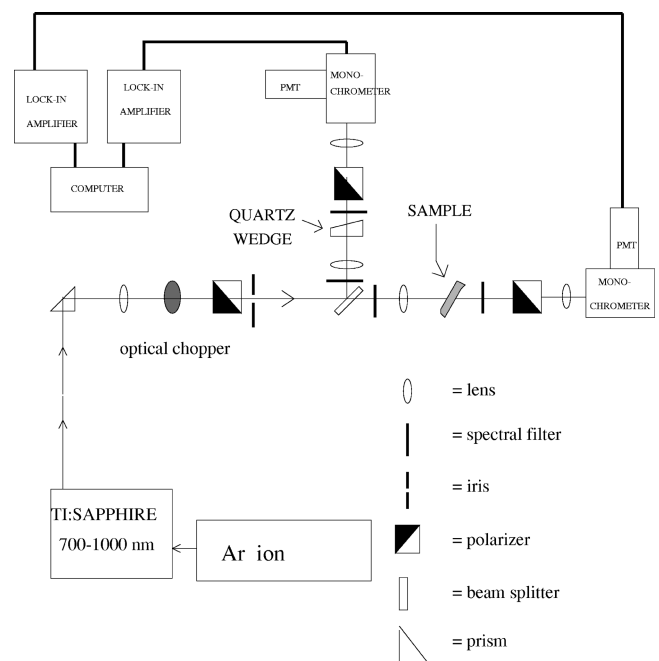 LOCK-IN
AMPLIFIER
LOCK-IN
AMPLIFIER
COMPUTER
PMT
MONO-
CHROMETER
QUARTZ
WEDGE
SAMPLE
PMT
MONO-
CHROMETER
optical chopper
= lens
= spectral filter
= iris
= polarizer
= beam splitter
= prism
TI:SAPPHIRE
700-1000 nm
Ar ion